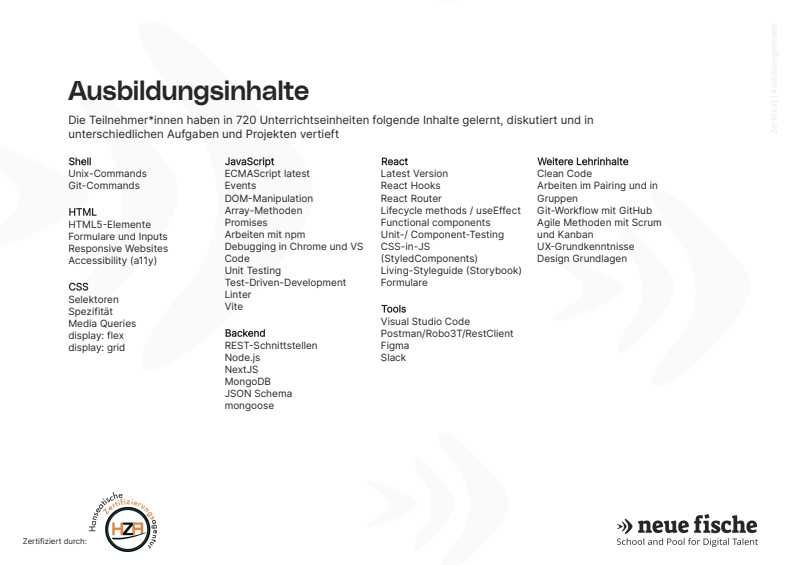 Ausbildungsinhalte
Die Teilnehmer*innen haben in 720 Unterrichtseinheiten folgende Inhalte gelernt, diskutiert und in
unterschiedlichen Aufgaben und Projekten vertieft
Shell
Unix-Commands
Git-Commands
HTML
HTML5-Elemente
Formulare und Inputs
Responsive Websites
Accessibility (a11y)
CSS
Selektoren
Spezifität
Media Queries
display: flex
display: grid
JavaScript
ECMAScript latest
Events
DOM-Manipulation
Array-Methoden
Promises
Arbeiten mit npm
Debugging in Chrome und VS
Code
Unit Testing
Test-Driven-Development
Linter
Vite
Backend
REST-Schnittstellen
Node.js
NextJS
MongoDB
JSON Schema
mongoose
React
Latest Version
React Hooks
React Router
Lifecycle methods / useEffect
Functional components
Unit-/ Component-Testing
CSS-in-JS
(StyledComponents)
Living-Styleguide (Storybook)
Formulare
Tools
Visual Studio Code
Postman/Robo3T/RestClient
Figma
Slack
Weitere Lehrinhalte
Clean Code
Arbeiten im Pairing und in
Gruppen
Git-Workflow mit GitHub
Agile Methoden mit Scrum
und Kanban
UX-Grundkenntnisse
Design Grundlagen
Zertifiziert durch:
Hanseatische
Zertifizierungsagentur
HZA
neue fische
School and Pool for Digital Talent